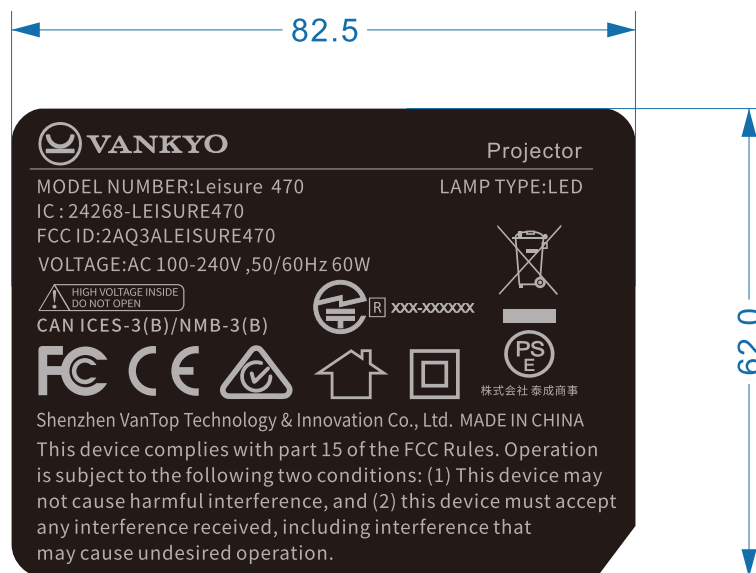 82.5
VANKYO
Projector
MODEL NUMBER:Leisure 470
LAMP TYPE:LED
IC : 24268-LEISURE470
FCC ID:2AQ3ALEISURE470
VOLTAGE:AC 100-240V ,50/60Hz 60W
HIGH VOLTAGE INSIDE
DO NOT OPEN
R xxx-xxxxxx
CAN ICES-3(B)/NMB-3(B)
FC CE
PS
E
株式会社 泰成商事
Shenzhen VanTop Technology & Innovation Co., Ltd. MADE IN CHINA
This device complies with part 15 of the FCC Rules. Operation
is subject to the following two conditions: (1) This device may
not cause harmful interference, and (2) this device must accept
any interference received, including interference that
may cause undesired operation.
62.0